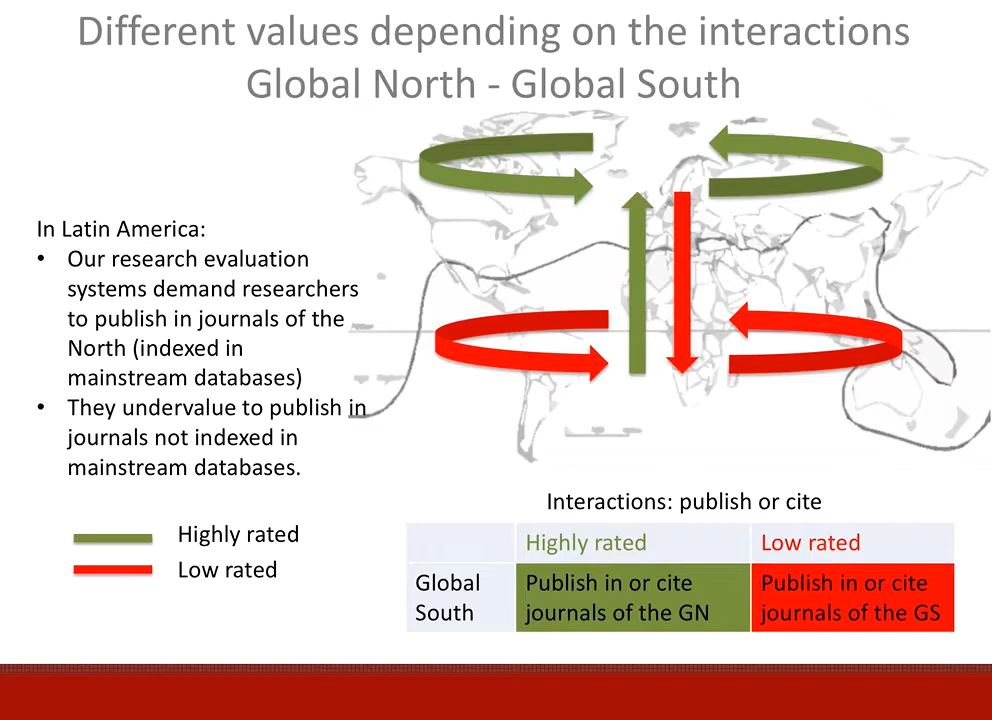 Different values depending on the interactions
Global North - Global South
In Latin America:
• Our research evaluation
systems demand researchers
to publish in journals of the
North (indexed in
mainstream databases)
• They undervalue to publish in
journals not indexed in
mainstream databases.
Highly rated
Low rated
Interactions: publish or cite
Highly rated Low rated
Global Publish in or cite Publish in or cite
South journals of the GN journals of the GS